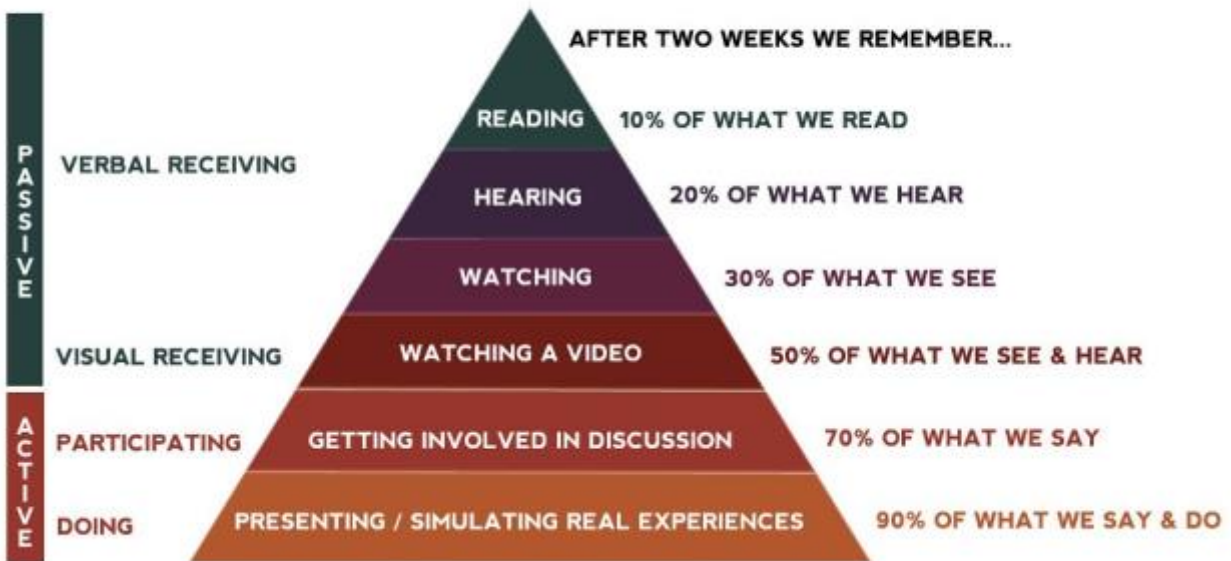 AFTER TWO WEEKS WE REMEMBER...
PASSIVE
VERBAL RECEIVING
READING
10% OF WHAT WE READ
HEARING
20% OF WHAT WE HEAR
WATCHING
30% OF WHAT WE SEE
VISUAL RECEIVING
WATCHING A VIDEO
50% OF WHAT WE SEE & HEAR
ACTIVE
PARTICIPATING
GETTING INVOLVED IN DISCUSSION
70% OF WHAT WE SAY
DOING
PRESENTING / SIMULATING REAL EXPERIENCES
90% OF WHAT WE SAY & DO